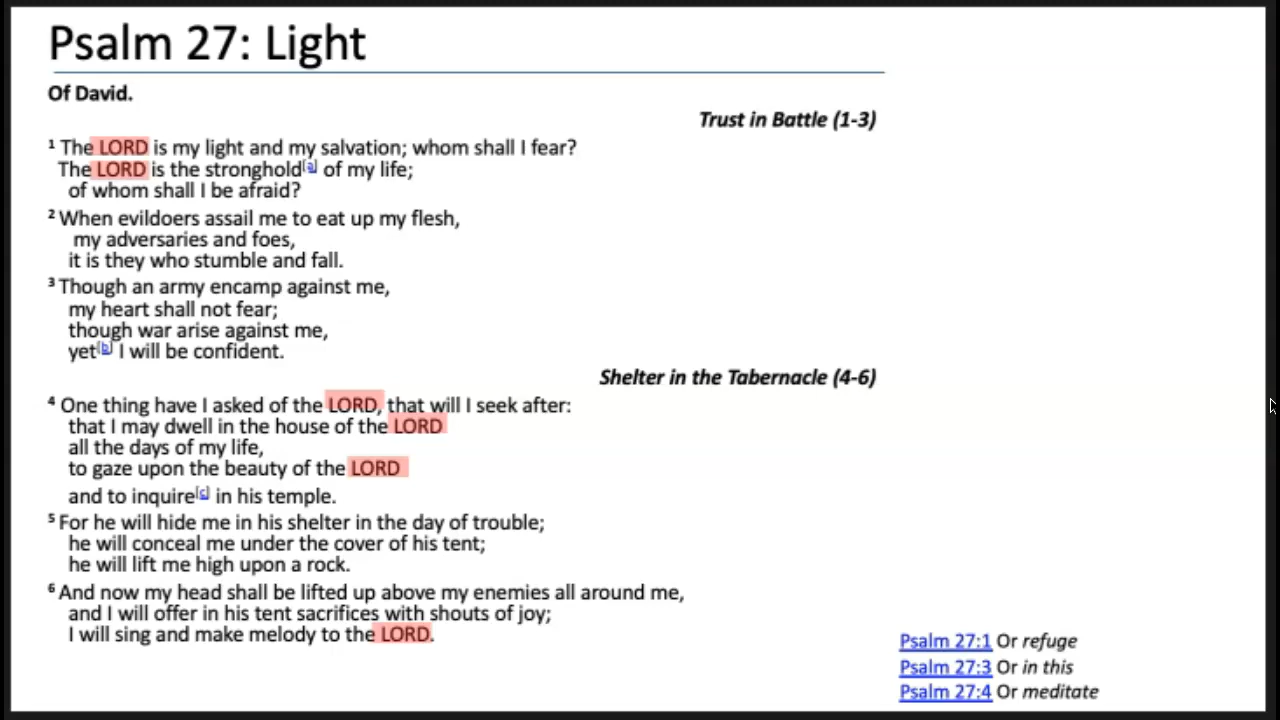 Psalm 27: Light
Of David.
Trust in Battle (1-3)
¹ The LORD is my light and my salvation; whom shall I fear?
The LORD is the stronghold[a] of my life;
of whom shall I be afraid?
² When evildoers assail me to eat up my flesh,
my adversaries and foes,
it is they who stumble and fall.
³ Though an army encamp against me,
my heart shall not fear;
though war arise against me,
yet[b] I will be confident.
Shelter in the Tabernacle (4-6)
⁴ One thing have I asked of the LORD, that will I seek after:
that I may dwell in the house of the LORD
all the days of my life,
to gaze upon the beauty of the LORD
and to inquire[c] in his temple.
⁵ For he will hide me in his shelter in the day of trouble;
he will conceal me under the cover of his tent;
he will lift me high upon a rock.
⁶ And now my head shall be lifted up above my enemies all around me,
and I will offer in his tent sacrifices with shouts of joy;
I will sing and make melody to the LORD.
Psalm 27:1 Or refuge
Psalm 27:3 Or in this
Psalm 27:4 Or meditate